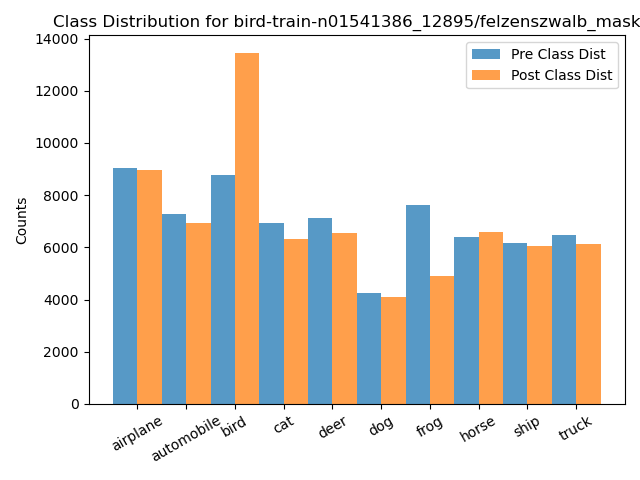 Class Distribution for bird-train-n01541386_12895/felzenszwalb_mask
Pre Class Dist
Post Class Dist
Counts
14000
12000
10000
8000
6000
4000
2000
0
airplane
automobile
bird
cat
deer
dog
frog
horse
ship
truck